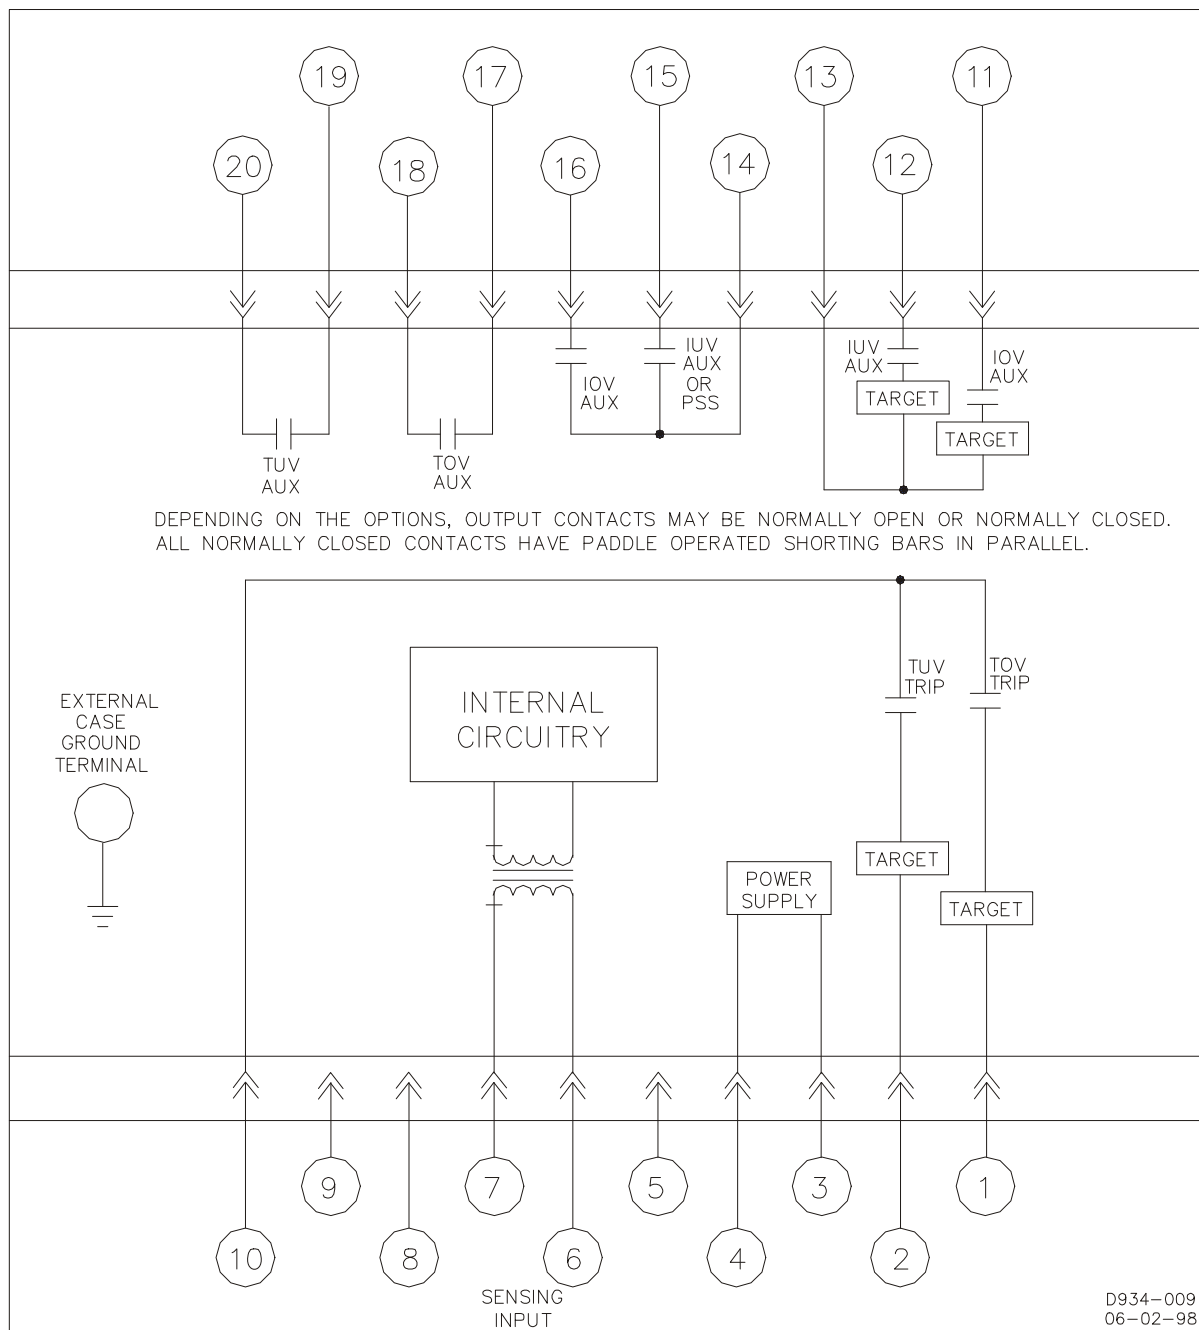 19
17
15
13
11
20
18
16
14
12
IOV
AUX
IUV
AUX
OR
PSS
IUV
AUX
IOV
AUX
TARGET
TARGET
TUV
AUX
TOV
AUX
DEPENDING ON THE OPTIONS, OUTPUT CONTACTS MAY BE NORMALLY OPEN OR NORMALLY CLOSED.
ALL NORMALLY CLOSED CONTACTS HAVE PADDLE OPERATED SHORTING BARS IN PARALLEL.
TUV
TRIP
TOV
TRIP
EXTERNAL
CASE
GROUND
TERMINAL
INTERNAL
CIRCUITRY
POWER
SUPPLY
TARGET
TARGET
9
7
5
3
1
10
8
6
4
2
SENSING
INPUT
D934-009
06-02-98